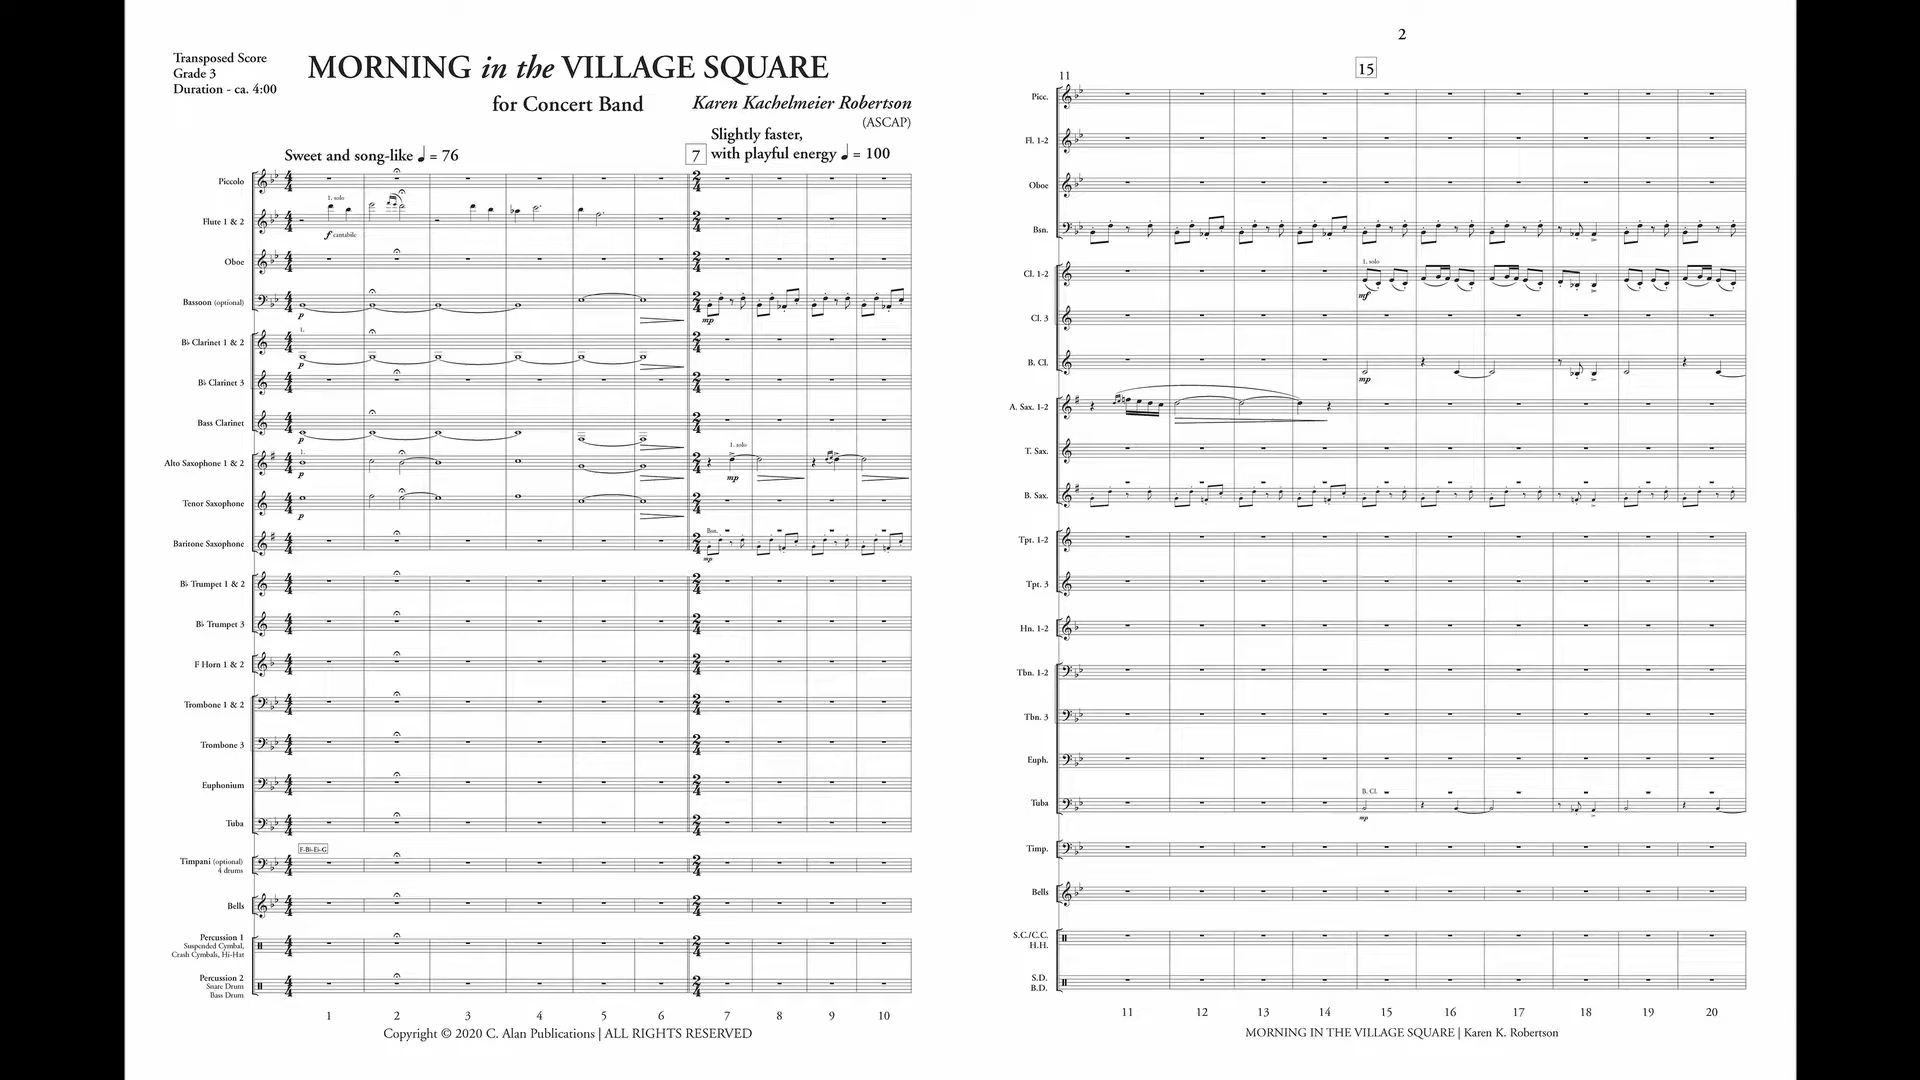 Transposed Score
Grade 3
Duration - ca. 4:00
MORNING in the VILLAGE SQUARE
for Concert Band
Karen Kachelmeier Robertson
(ASCAP)
Sweet and song-like ♩ = 76
7
Slightly faster,
with playful energy ♩ = 100
Piccolo
1. solo
Flute 1 & 2
f cantabile
Oboe
Bassoon (optional)
p
mp
1.
B♭ Clarinet 1 & 2
p
B♭ Clarinet 3
Bass Clarinet
p
1. solo
1.
Alto Saxophone 1 & 2
p
mp
Tenor Saxophone
p
Bsn.
Baritone Saxophone
mp
B♭ Trumpet 1 & 2
B♭ Trumpet 3
F Horn 1 & 2
Trombone 1 & 2
Trombone 3
Euphonium
Tuba
F-B♭-E♭-G
Timpani (optional)
4 drums
Bells
Percussion 1
Suspended Cymbal,
Crash Cymbals, Hi-Hat
Percussion 2
Snare Drum
Bass Drum
1 2 3 4 5 6 7 8 9 10
Copyright © 2020 C. Alan Publications | ALL RIGHTS RESERVED
2
15
11
Picc.
Fl. 1-2
Oboe
Bsn.
1. solo
Cl. 1-2
mf
Cl. 3
B. Cl.
mp
A. Sax. 1-2
T. Sax.
B. Sax.
Tpt. 1-2
Tpt. 3
Hn. 1-2
Tbn. 1-2
Tbn. 3
Euph.
B. Cl.
Tuba
mp
Timp.
Bells
S.C./C.C.
H.H.
S.D.
B.D.
11 12 13 14 15 16 17 18 19 20
MORNING IN THE VILLAGE SQUARE | Karen K. Robertson